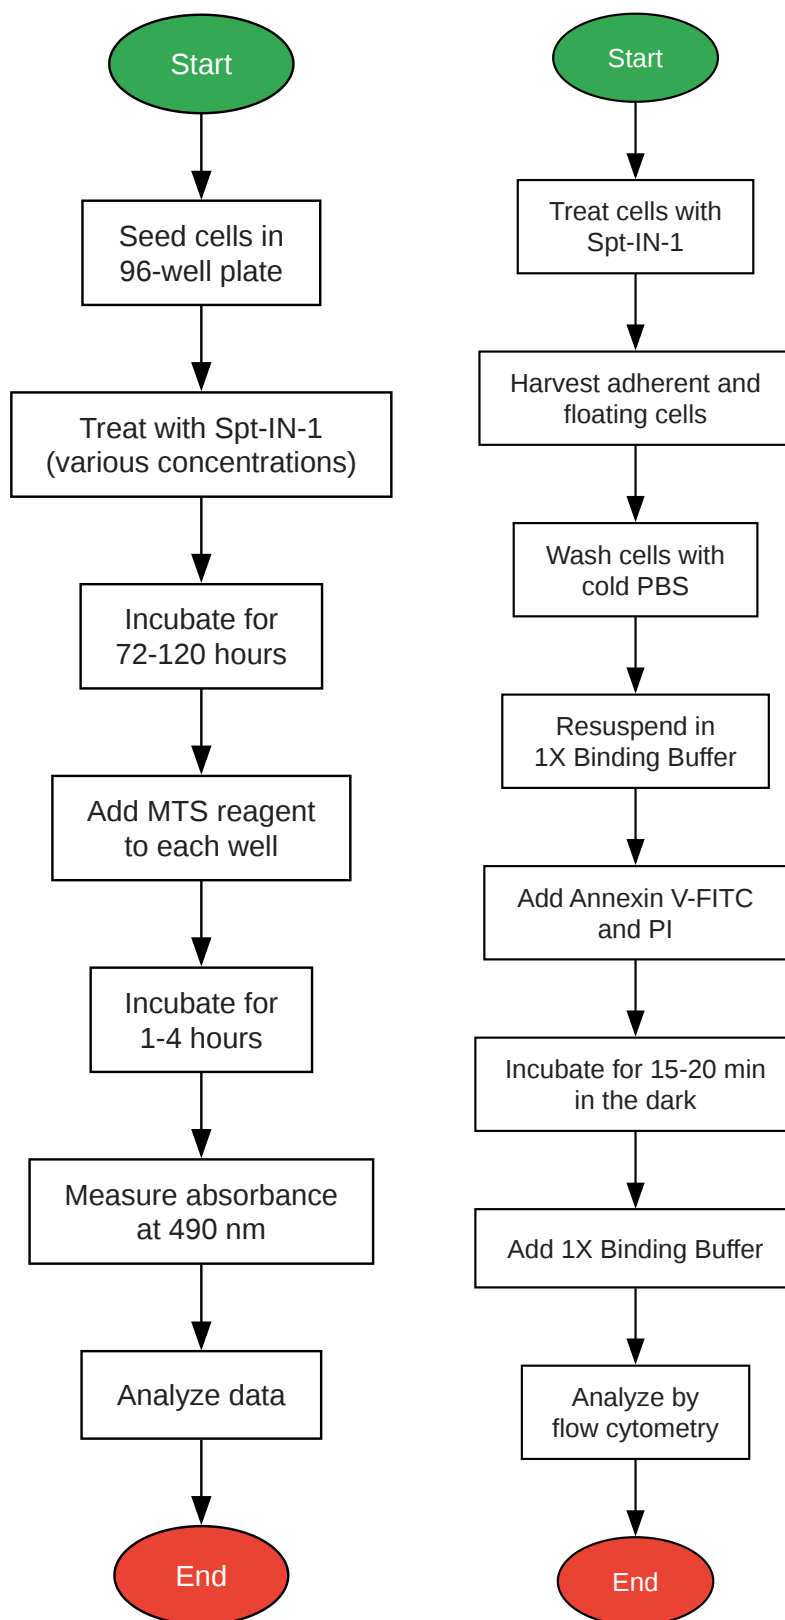 Start
Seed cells in
96-well plate
Treat with Spt-IN-1
(various concentrations)
Incubate for
72-120 hours
Add MTS reagent
to each well
Incubate for
1-4 hours
Measure absorbance
at 490 nm
Analyze data
End
Start
Treat cells with
Spt-IN-1
Harvest adherent and
floating cells
Wash cells with
cold PBS
Resuspend in
1X Binding Buffer
Add Annexin V-FITC
and PI
Incubate for 15-20 min
in the dark
Add 1X Binding Buffer
Analyze by
flow cytometry
End